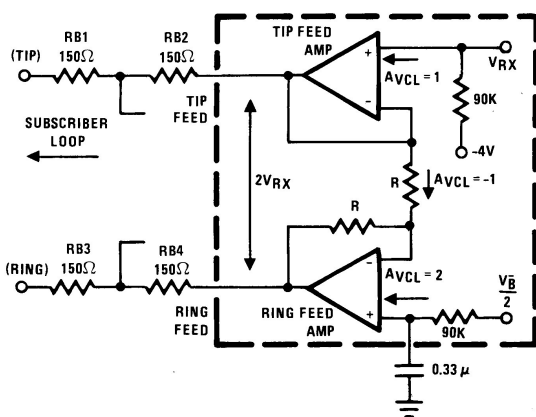 RB1
150Ω
RB2
150Ω
(TIP)
TIP
FEED
SUBSCRIBER
LOOP
TIP FEED
AMP
+
−
AVCL = 1
VRX
90K
−4V
R
AVCL = −1
2VRX
R
RB3
150Ω
RB4
150Ω
(RING)
RING
FEED
RING FEED
AMP
−
+
AVCL = 2
VB̄
2
90K
0.33 μ